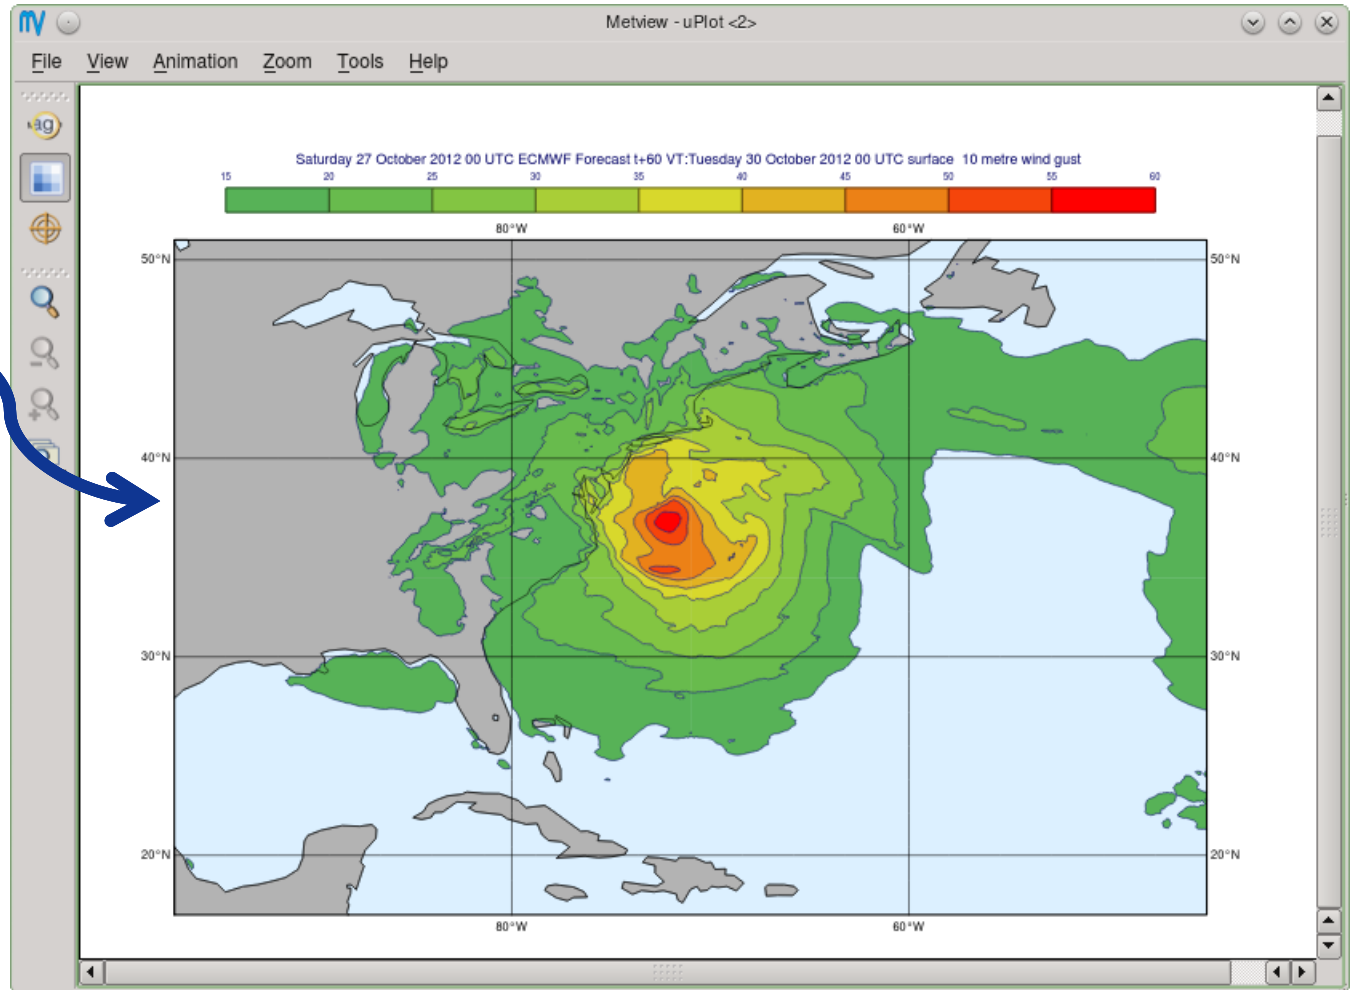 Metview - uPlot <2>
File View Animation Zoom Tools Help
ag
Saturday 27 October 2012 00 UTC ECMWF Forecast t+60 VT:Tuesday 30 October 2012 00 UTC surface 10 metre wind gust
15 20 25 30 35 40 45 50 55 60
80°W 60°W
50°N 50°N
40°N 40°N
30°N 30°N
20°N 20°N
80°W 60°W